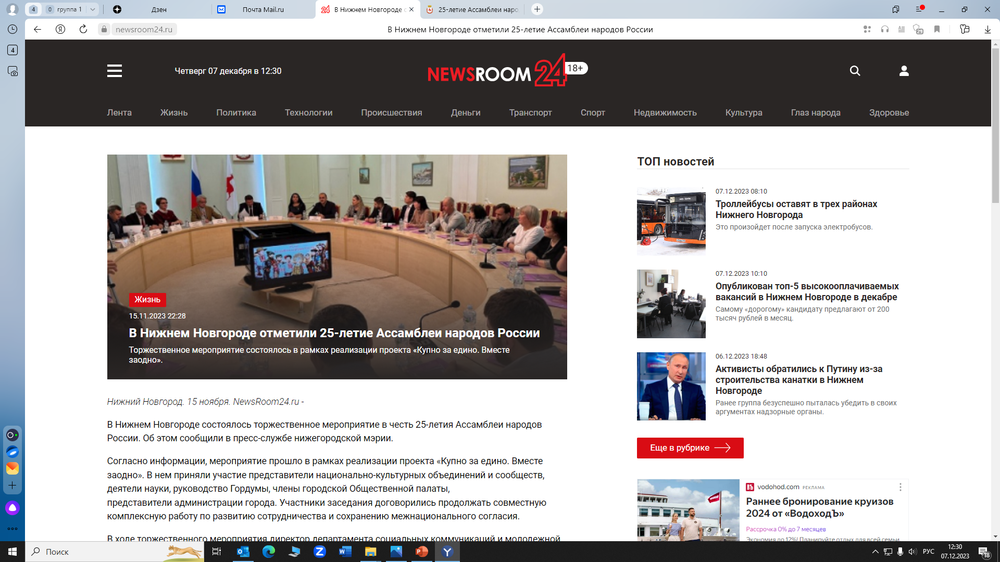 4
0 группа 1
Дзен
Почта Mail.ru
В Нижнем Новгороде с
25-летие Ассамблеи наро
newsroom24.ru
В Нижнем Новгороде отметили 25-летие Ассамблеи народов России
29
4
Четверг 07 декабря в 12:30
NEWSROOM 24
18+
Лента Жизнь Политика Технологии Происшествия Деньги Транспорт Спорт Недвижимость Культура Глаз народа Здоровье
Жизнь
15.11.2023 22:28
В Нижнем Новгороде отметили 25-летие Ассамблеи народов России
Торжественное мероприятие состоялось в рамках реализации проекта «Купно за едино. Вместе
заодно».
Нижний Новгород. 15 ноября. NewsRoom24.ru -
В Нижнем Новгороде состоялось торжественное мероприятие в честь 25-летия Ассамблеи народов
России. Об этом сообщили в пресс-службе нижегородской мэрии.
Согласно информации, мероприятие прошло в рамках реализации проекта «Купно за едино. Вместе
заодно». В нем приняли участие представители национально-культурных объединений и сообществ,
деятели науки, руководство Гордумы, члены городской Общественной палаты,
представители администрации города. Участники заседания договорились продолжать совместную
комплексную работу по развитию сотрудничества и сохранению межнационального согласия.
В ходе торжественного мероприятия директор департамента социальных коммуникаций и молодежной
ТОП новостей
07.12.2023 08:10
Троллейбусы оставят в трех районах
Нижнего Новгорода
Это произойдет после запуска электробусов.
07.12.2023 10:10
Опубликован топ-5 высокооплачиваемых
вакансий в Нижнем Новгороде в декабре
Самому «дорогому» кандидату предлагают от 200
тысяч рублей в месяц.
06.12.2023 18:48
Активисты обратились к Путину из-за
строительства канатки в Нижнем
Новгороде
Ранее группа безуспешно пыталась убедить в своих
аргументах надзорные органы.
Еще в рубрике
vodohod.com РЕКЛАМА
Раннее бронирование круизов
2024 от «ВодоходЪ»
Рассрочка 0% до 7 месяцев
Экономия до 12%! Планируйте отдых для всей семьи.
Поиск
РУС
12:30
07.12.2023
18